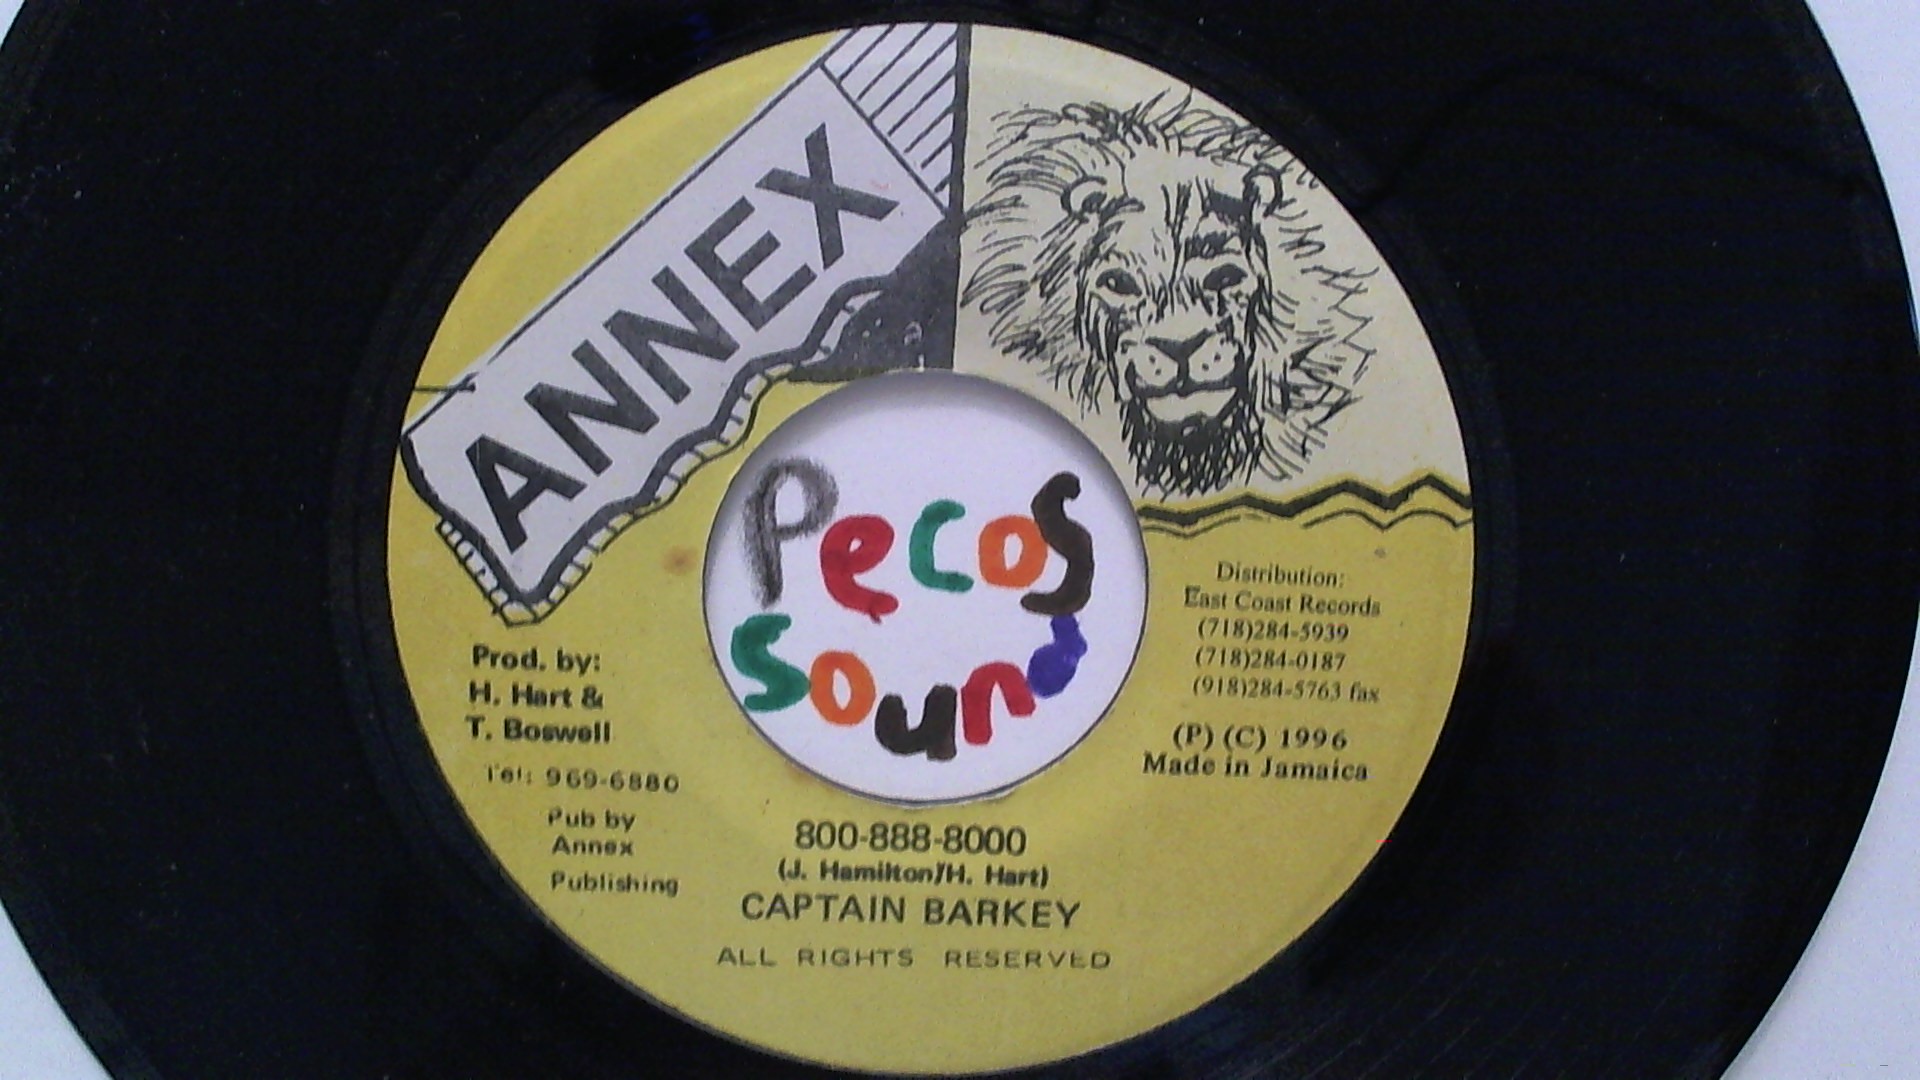 ANNEX
Pecos
Sound
Distribution:
East Coast Records
(718)284-5939
(718)284-0187
(918)284-5763 fax
(P) (C) 1996
Made in Jamaica
Prod. by:
H. Hart &
T. Boswell
Tel: 969-6880
Pub by
Annex
Publishing
800-888-8000
(J. Hamilton/H. Hart)
CAPTAIN BARKEY
ALL RIGHTS RESERVED